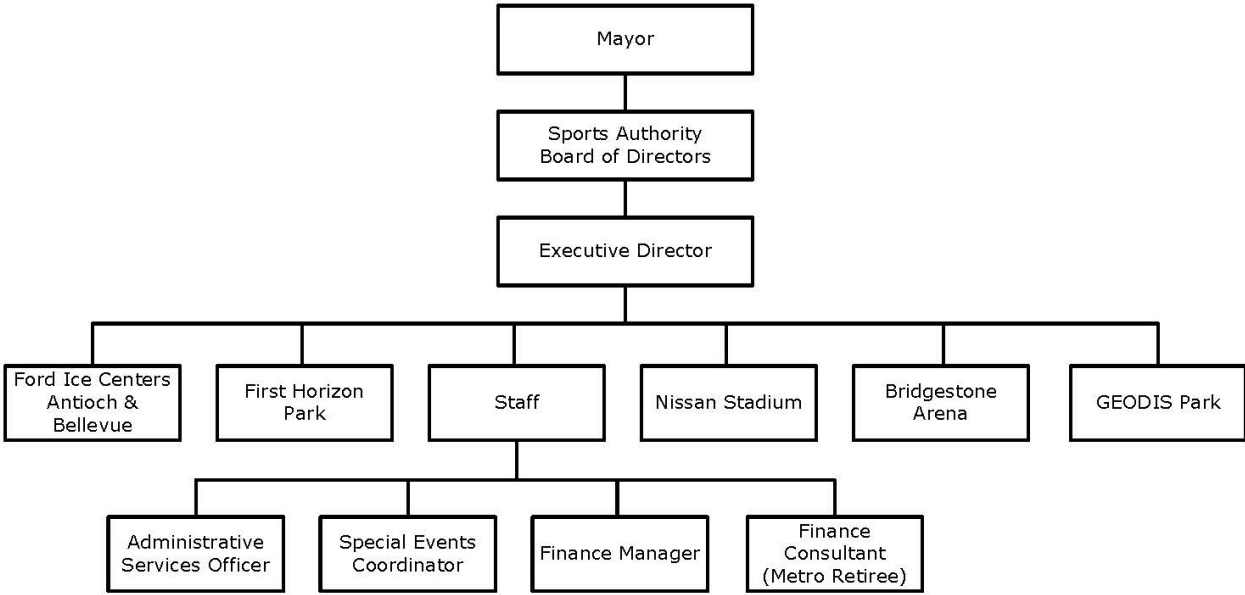 Mayor
Sports Authority
Board of Directors
Executive Director
Ford Ice Centers
Antioch &
Bellevue
First Horizon
Park
Staff
Nissan Stadium
Bridgestone
Arena
GEODIS Park
Administrative
Services Officer
Special Events
Coordinator
Finance Manager
Finance
Consultant
(Metro Retiree)